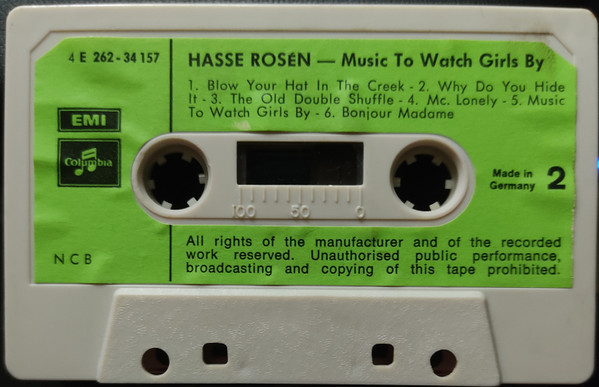 4 E 262-34 157
HASSE ROSÉN — Music To Watch Girls By
1. Blow Your Hat In The Creek - 2. Why Do You Hide
It - 3. The Old Double Shuffle - 4. Mc. Lonely - 5. Music
To Watch Girls By - 6. Bonjour Madame
EMI
Columbia
100 50 0
Made in
Germany 2
N C B
All rights of the manufacturer and of the recorded
work reserved. Unauthorised public performance,
broadcasting and copying of this tape prohibited.